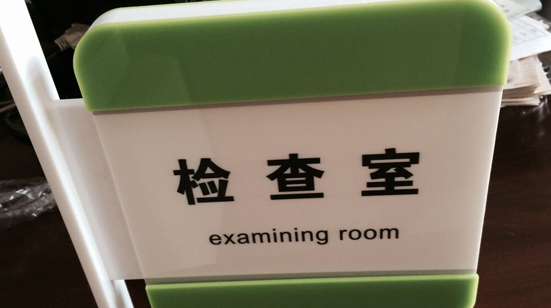 检查室
examining room